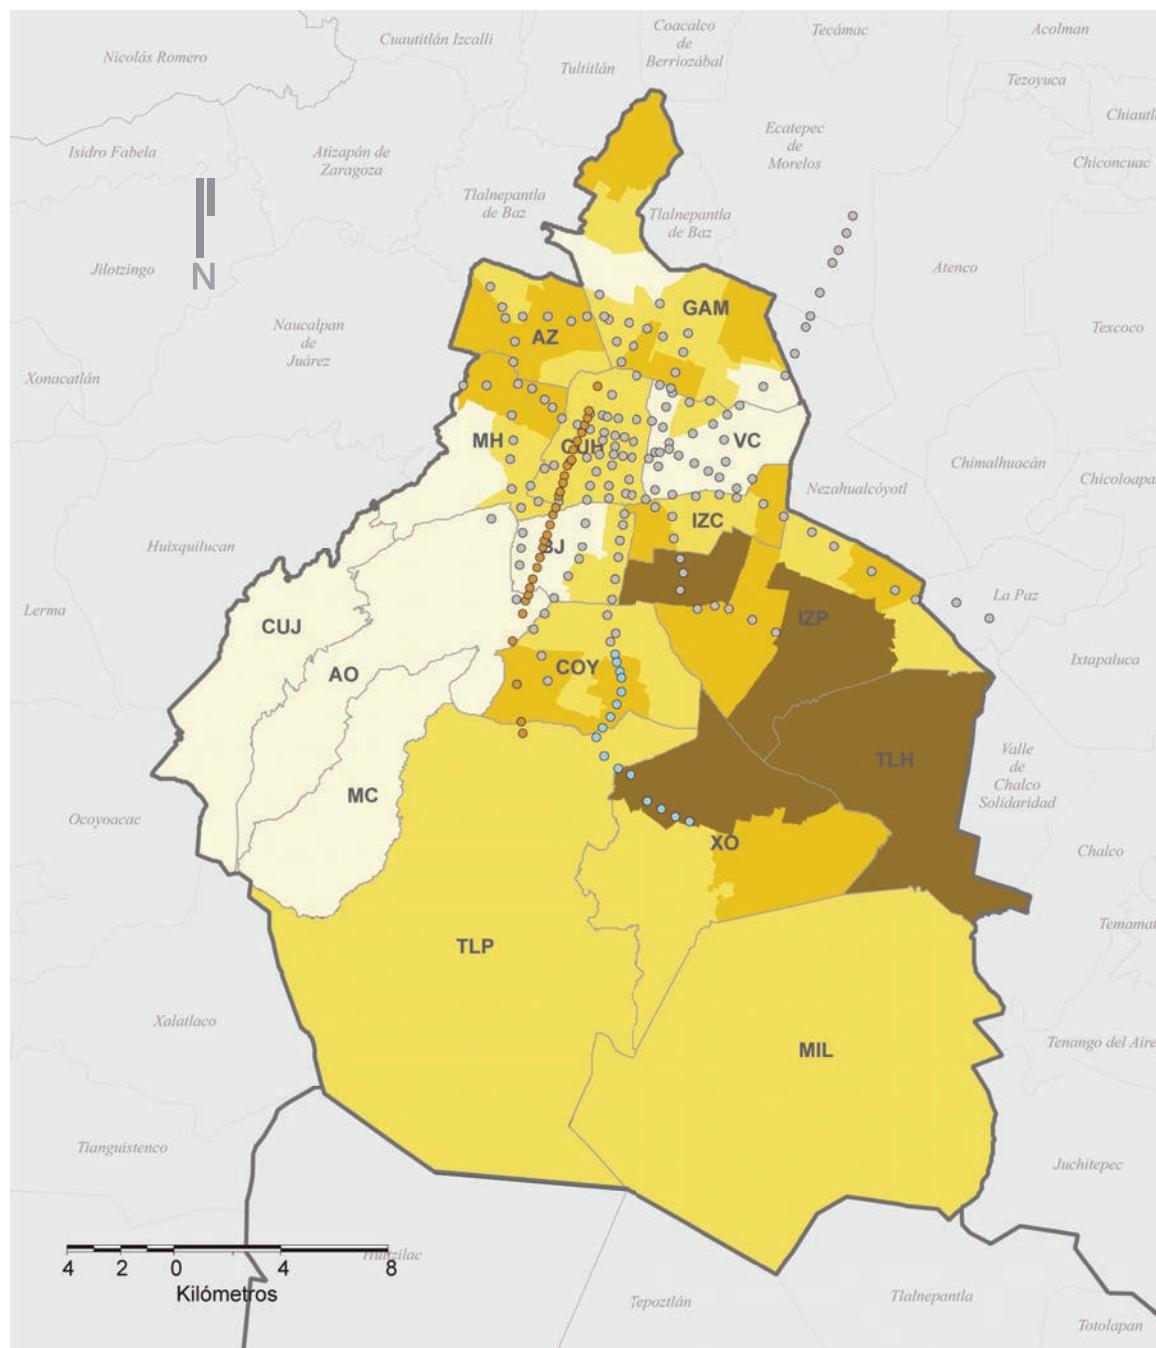 Nicolás Romero
Cuautitlán Izcalli
Coacalco
de
Berriozábal
Tecámac
Acolman
Tultitlán
Tezoyuca
Chiautl
Isidro Fabela
Atizapán de
Zaragoza
Ecatepec
de
Morelos
Chiconcuac
Tlalnepantla
de Baz
Tlalnepantla
de Baz
N
Jilotzingo
Atenco
Naucalpan
de
Juárez
GAM
AZ
Texcoco
Xonacatlán
MH
CUH
VC
Chimalhuacán
Chicoloapa
Nezahualcóyotl
IZC
Huixquilucan
BJ
Lerma
La Paz
CUJ
IZP
AO
COY
Ixtapaluca
TLH
Valle
de
Chalco
Solidaridad
MC
Ocoyoacac
XO
Chalco
Temamat
TLP
Xalatlaco
MIL
Tenango del Aire
Tianguistenco
Juchitepec
Huitzilac
4 2 0 4 8
Kilómetros
Tepoztlán
Tlalnepantla
Totolapan